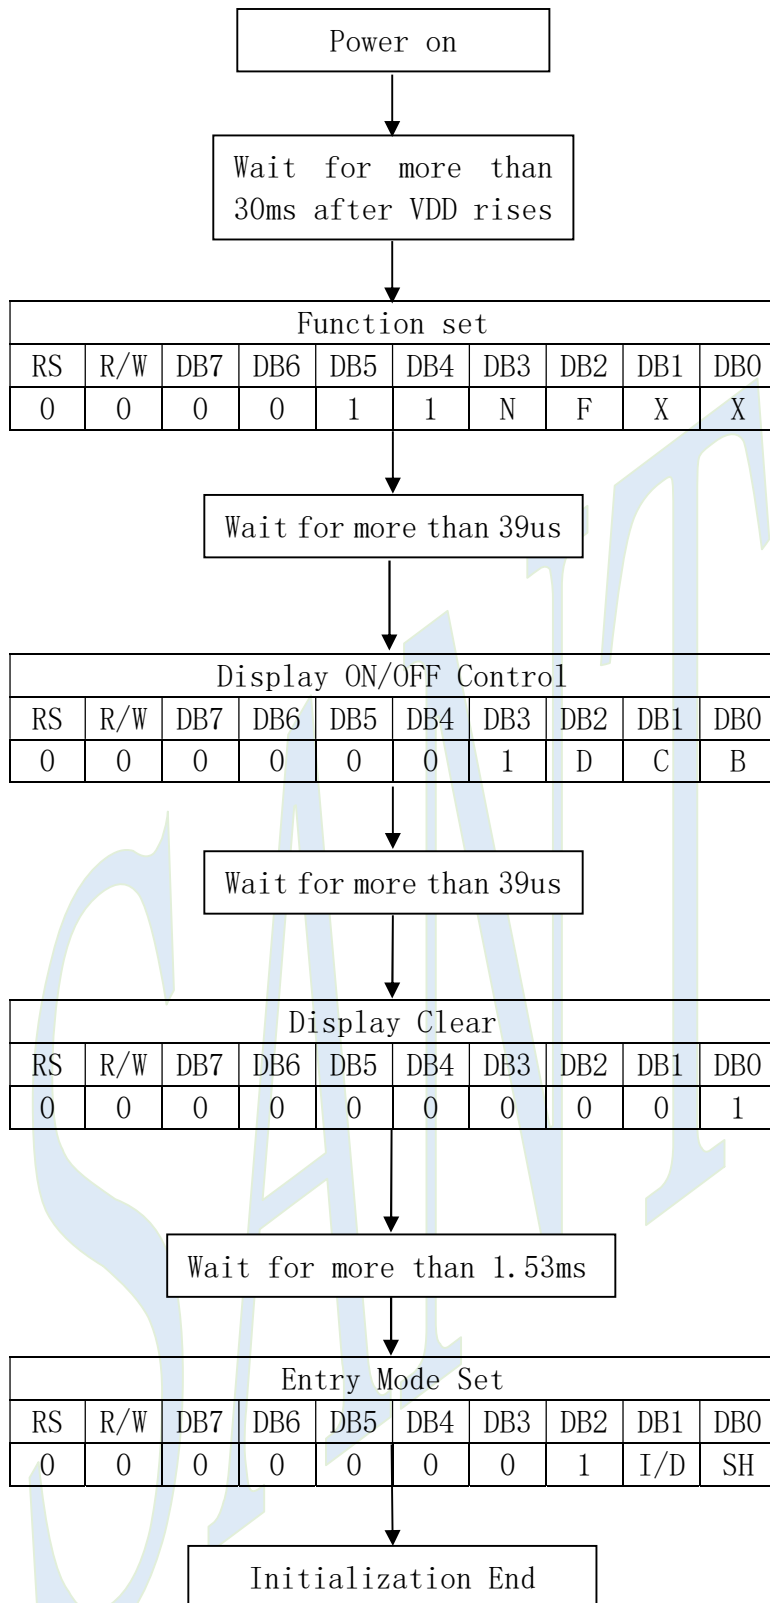 Power on
Wait for more than
30ms after VDD rises
Function set
RS R/W DB7 DB6 DB5 DB4 DB3 DB2 DB1 DB0
0 0 0 0 1 1 N F X X
Wait for more than 39us
Display ON/OFF Control
RS R/W DB7 DB6 DB5 DB4 DB3 DB2 DB1 DB0
0 0 0 0 0 0 1 D C B
Wait for more than 39us
Display Clear
RS R/W DB7 DB6 DB5 DB4 DB3 DB2 DB1 DB0
0 0 0 0 0 0 0 0 0 1
Wait for more than 1.53ms
Entry Mode Set
RS R/W DB7 DB6 DB5 DB4 DB3 DB2 DB1 DB0
0 0 0 0 0 0 0 1 I/D SH
Initialization End
SANT